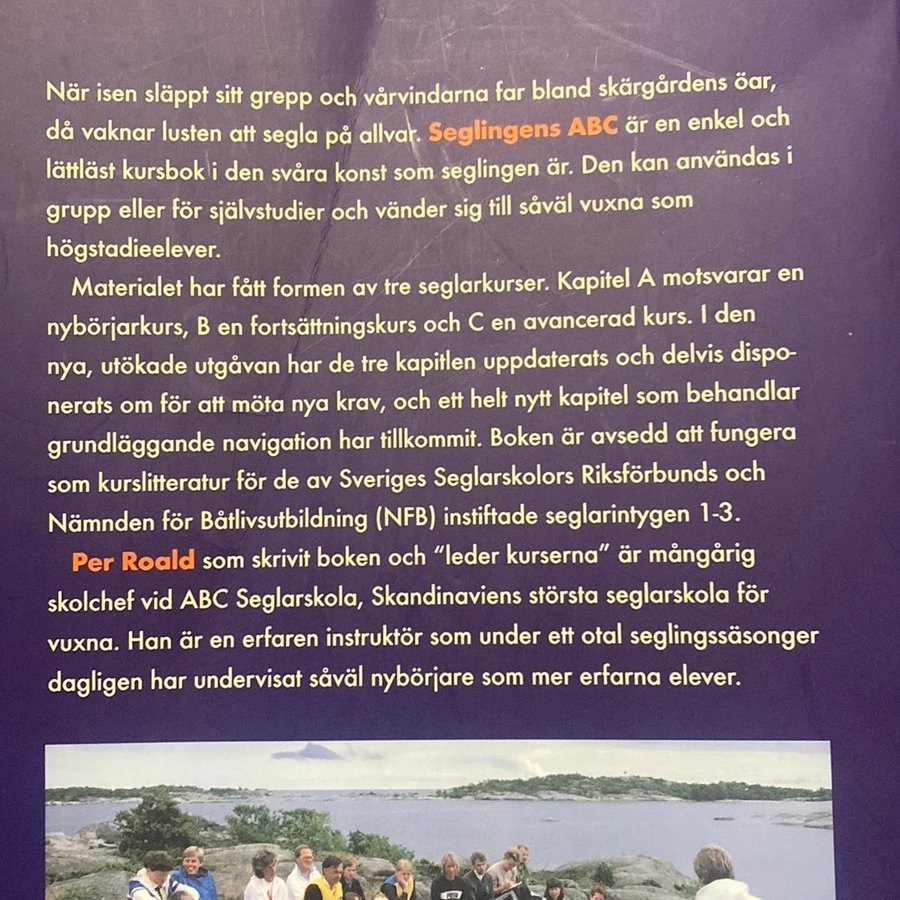 När isen släppt sitt grepp och vårvindarna far bland skärgårdens öar,
då vaknar lusten att segla på allvar. Seglingens ABC är en enkel och
lättläst kursbok i den svåra konst som seglingen är. Den kan användas i
grupp eller för självstudier och vänder sig till såväl vuxna som
högstadieelever.
Materialet har fått formen av tre seglarkurser. Kapitel A motsvarar en
nybörjarkurs, B en fortsättningskurs och C en avancerad kurs. I den
nya, utökade utgåvan har de tre kapitlen uppdaterats och delvis dispo-
nerats om för att möta nya krav, och ett helt nytt kapitel som behandlar
grundläggande navigation har tillkommit. Boken är avsedd att fungera
som kurslitteratur för de av Sveriges Seglarskolors Riksförbunds och
Nämnden för Båtlivsutbildning (NFB) instiftade seglarintygen 1-3.
Per Roald som skrivit boken och “leder kurserna” är mångårig
skolchef vid ABC Seglarskola, Skandinaviens största seglarskola för
vuxna. Han är en erfaren instruktör som under ett otal seglingssäsonger
dagligen har undervisat såväl nybörjare som mer erfarna elever.